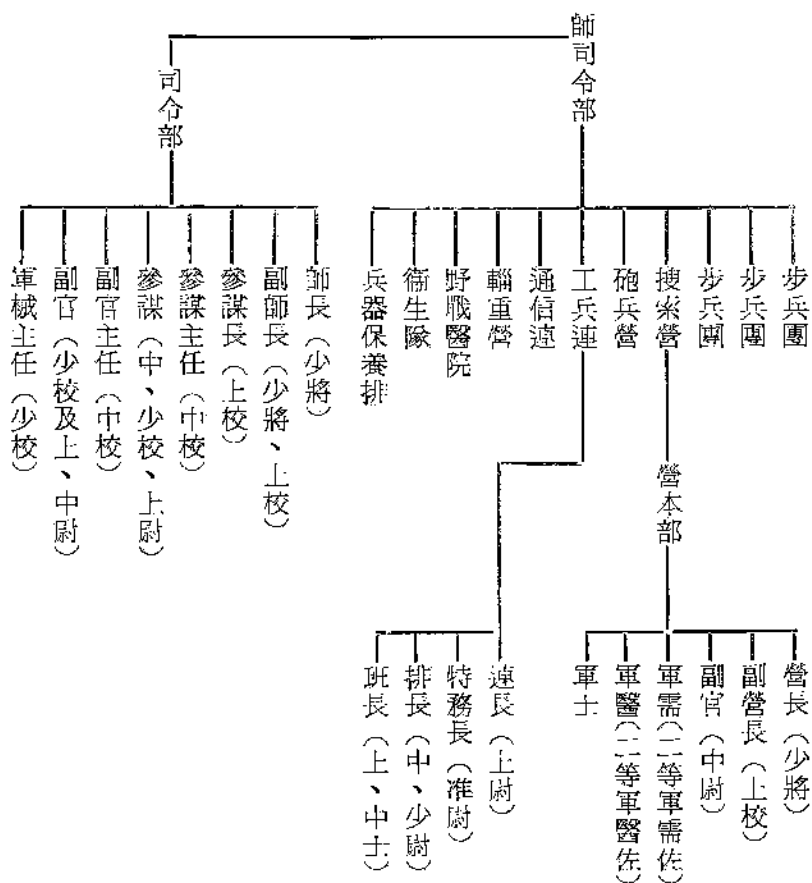 師司令部
步兵團
步兵團
步兵團
搜索營
砲兵營
工兵連
通信連
輜重營
野戰醫院
衛生隊
兵器保養排
司令部
師長（少將）
副師長（少將、上校）
參謀長（上校）
參謀主任（中校）
參謀（中、少校、上尉）
副官主任（中校）
副官（少校及上、中尉）
軍械主任（少校）
營本部
營長（少將）
副營長（上校）
副官（中尉）
軍需（二等軍需佐）
軍醫（二等軍醫佐）
軍士
連長（上尉）
特務長（准尉）
排長（中、少尉）
班長（上、中士）